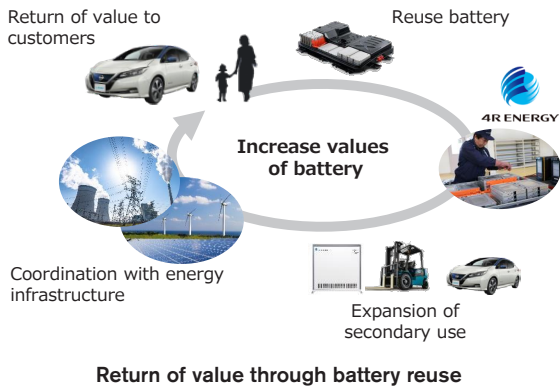 Return of value to
customers
Reuse battery
4R ENERGY
Increase values
of battery
Coordination with energy
infrastructure
Expansion of
secondary use
Return of value through battery reuse